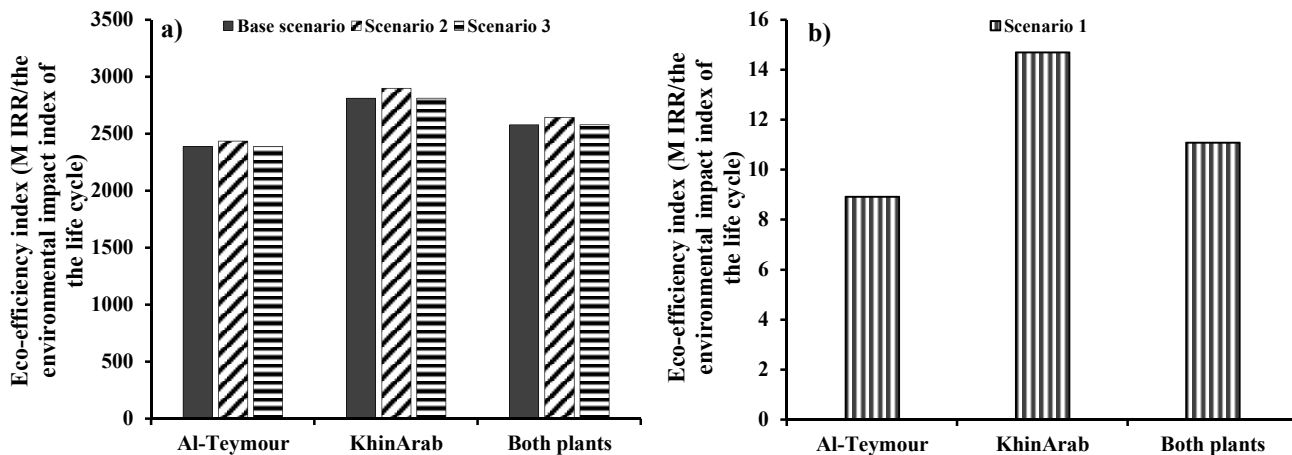 a)
Base scenario Scenario 2 Scenario 3
Eco-efficiency index (M IRR/the
environmental impact index of
the life cycle)
3500
3000
2500
2000
1500
1000
500
0
Al-Teymour KhinArab Both plants
b)
Scenario 1
Eco-efficiency index (M IRR/the
environmental impact index of
the life cycle)
16
14
12
10
8
6
4
2
0
Al-Teymour KhinArab Both plants